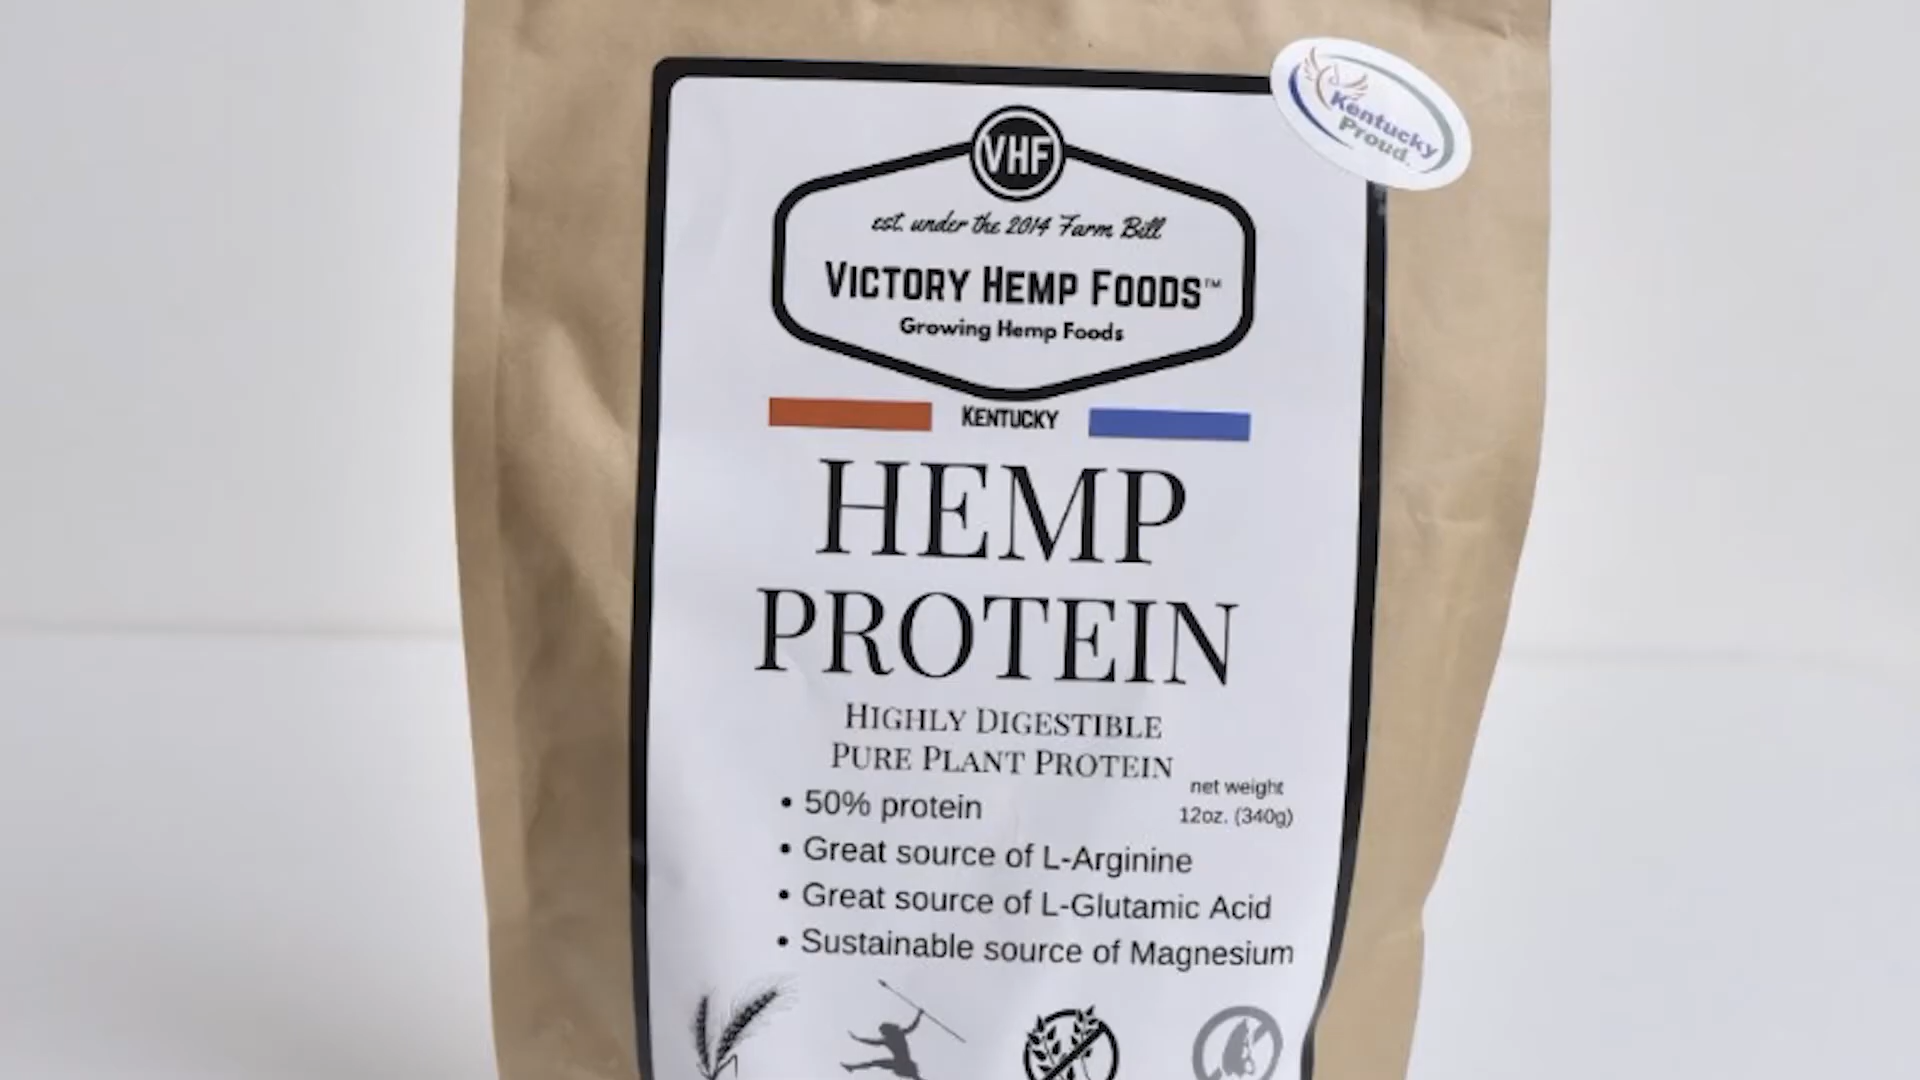 Kentucky
Proud.
VHF
est. under the 2014 Farm Bill
VICTORY HEMP FOODS™
Growing Hemp Foods
KENTUCKY
HEMP
PROTEIN
HIGHLY DIGESTIBLE
PURE PLANT PROTEIN
net weight
12oz. (340g)
• 50% protein
• Great source of L-Arginine
• Great source of L-Glutamic Acid
• Sustainable source of Magnesium